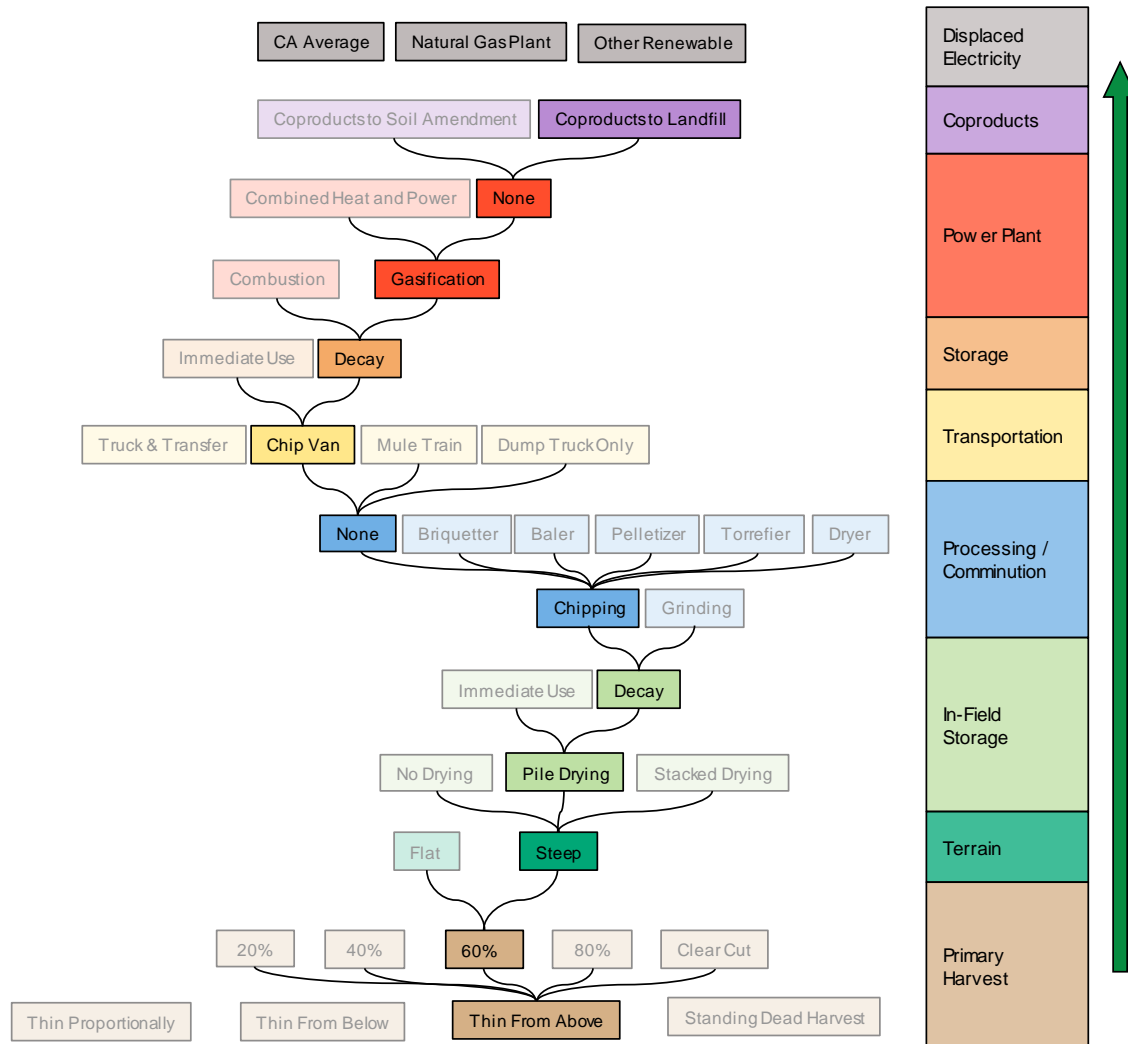 CA Average
Natural Gas Plant
Other Renewable
Displaced
Electricity
Coproducts to Soil Amendment
Coproducts to Landfill
Coproducts
Combined Heat and Power
None
Power Plant
Combustion
Gasification
Immediate Use
Decay
Storage
Truck & Transfer
Chip Van
Mule Train
Dump Truck Only
Transportation
None
Briquetter
Baler
Pelletizer
Torrefier
Dryer
Processing /
Comminution
Chipping
Grinding
Immediate Use
Decay
In-Field
Storage
No Drying
Pile Drying
Stacked Drying
Flat
Steep
Terrain
20%
40%
60%
80%
Clear Cut
Primary
Harvest
Thin Proportionally
Thin From Below
Thin From Above
Standing Dead Harvest